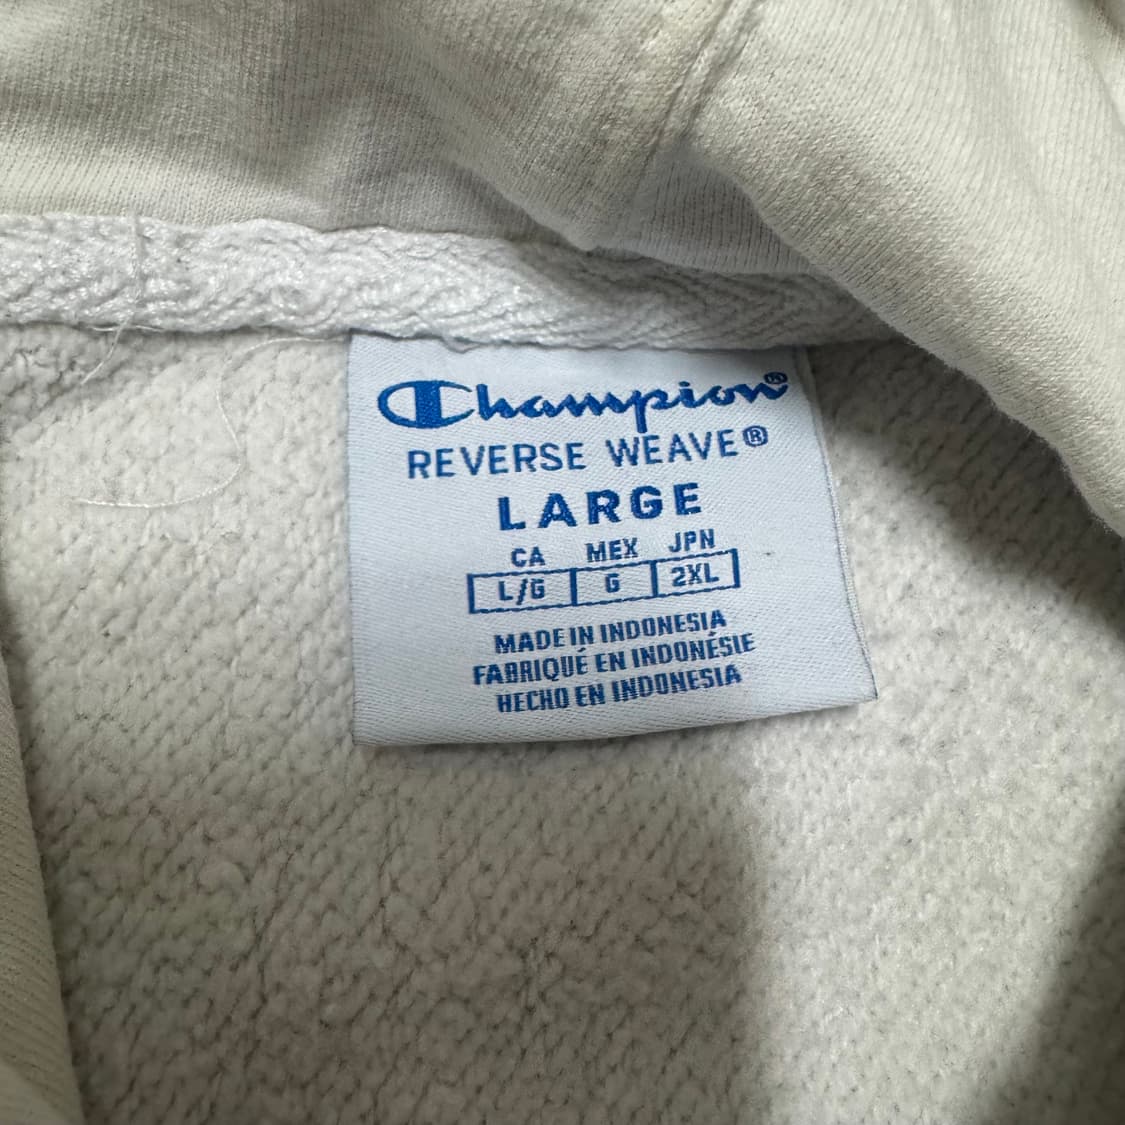 Champion®
REVERSE WEAVE®
LARGE
CA MEX JPN
L/G G 2XL
MADE IN INDONESIA
FABRIQUÉ EN INDONÉSIE
HECHO EN INDONESIA